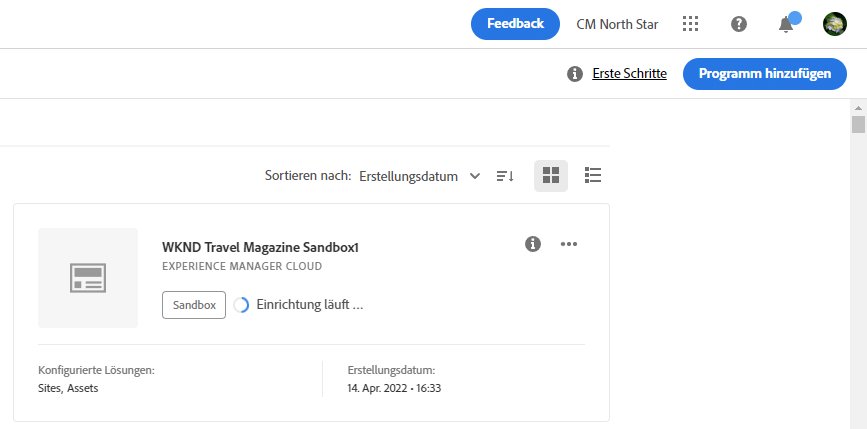 Feedback
CM North Star
Erste Schritte
Programm hinzufügen
Sortieren nach: Erstellungsdatum
WKND Travel Magazine Sandbox1
EXPERIENCE MANAGER CLOUD
Sandbox
Einrichtung läuft ...
Konfigurierte Lösungen:
Sites, Assets
Erstellungsdatum:
14. Apr. 2022 • 16:33